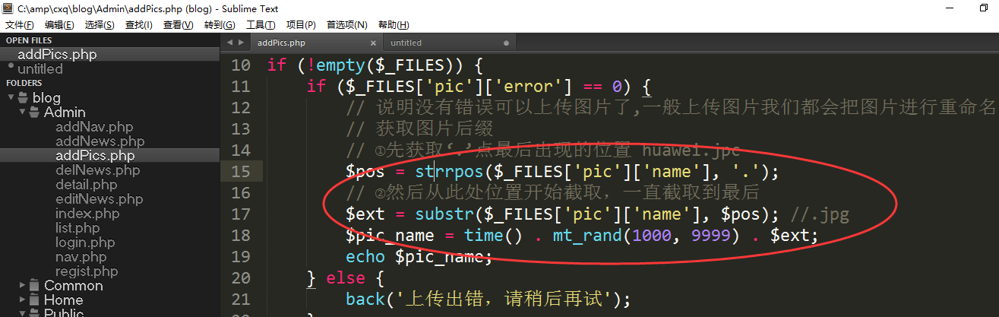 C:\amp\cxq\blog\Admin\addPics.php (blog) - Sublime Text
文件(F) 编辑(E) 选择(S) 查找(I) 查看(V) 转到(G) 工具(T) 项目(P) 首选项(N) 帮助(H)
OPEN FILES
addPics.php
untitled
FOLDERS
blog
Admin
addNav.php
addNews.php
addPics.php
delNews.php
detail.php
editNews.php
index.php
list.php
login.php
nav.php
regist.php
Common
Home
Public
addPics.php untitled
10 if (!empty($_FILES)) {
11 if ($_FILES['pic']['error'] == 0) {
12 // 说明没有错误可以上传图片了,一般上传图片我们都会把图片进行重命名
13 // 获取图片后缀
14 // ①先获取‘.’点最后出现的位置 huawei.jpc
15 $pos = strrpos($_FILES['pic']['name'], '.');
16 // ②然后从此处位置开始截取，一直截取到最后
17 $ext = substr($_FILES['pic']['name'], $pos); //.jpg
18 $pic_name = time() . mt_rand(1000, 9999) . $ext;
19 echo $pic_name;
20 } else {
21 back('上传出错，请稍后再试');